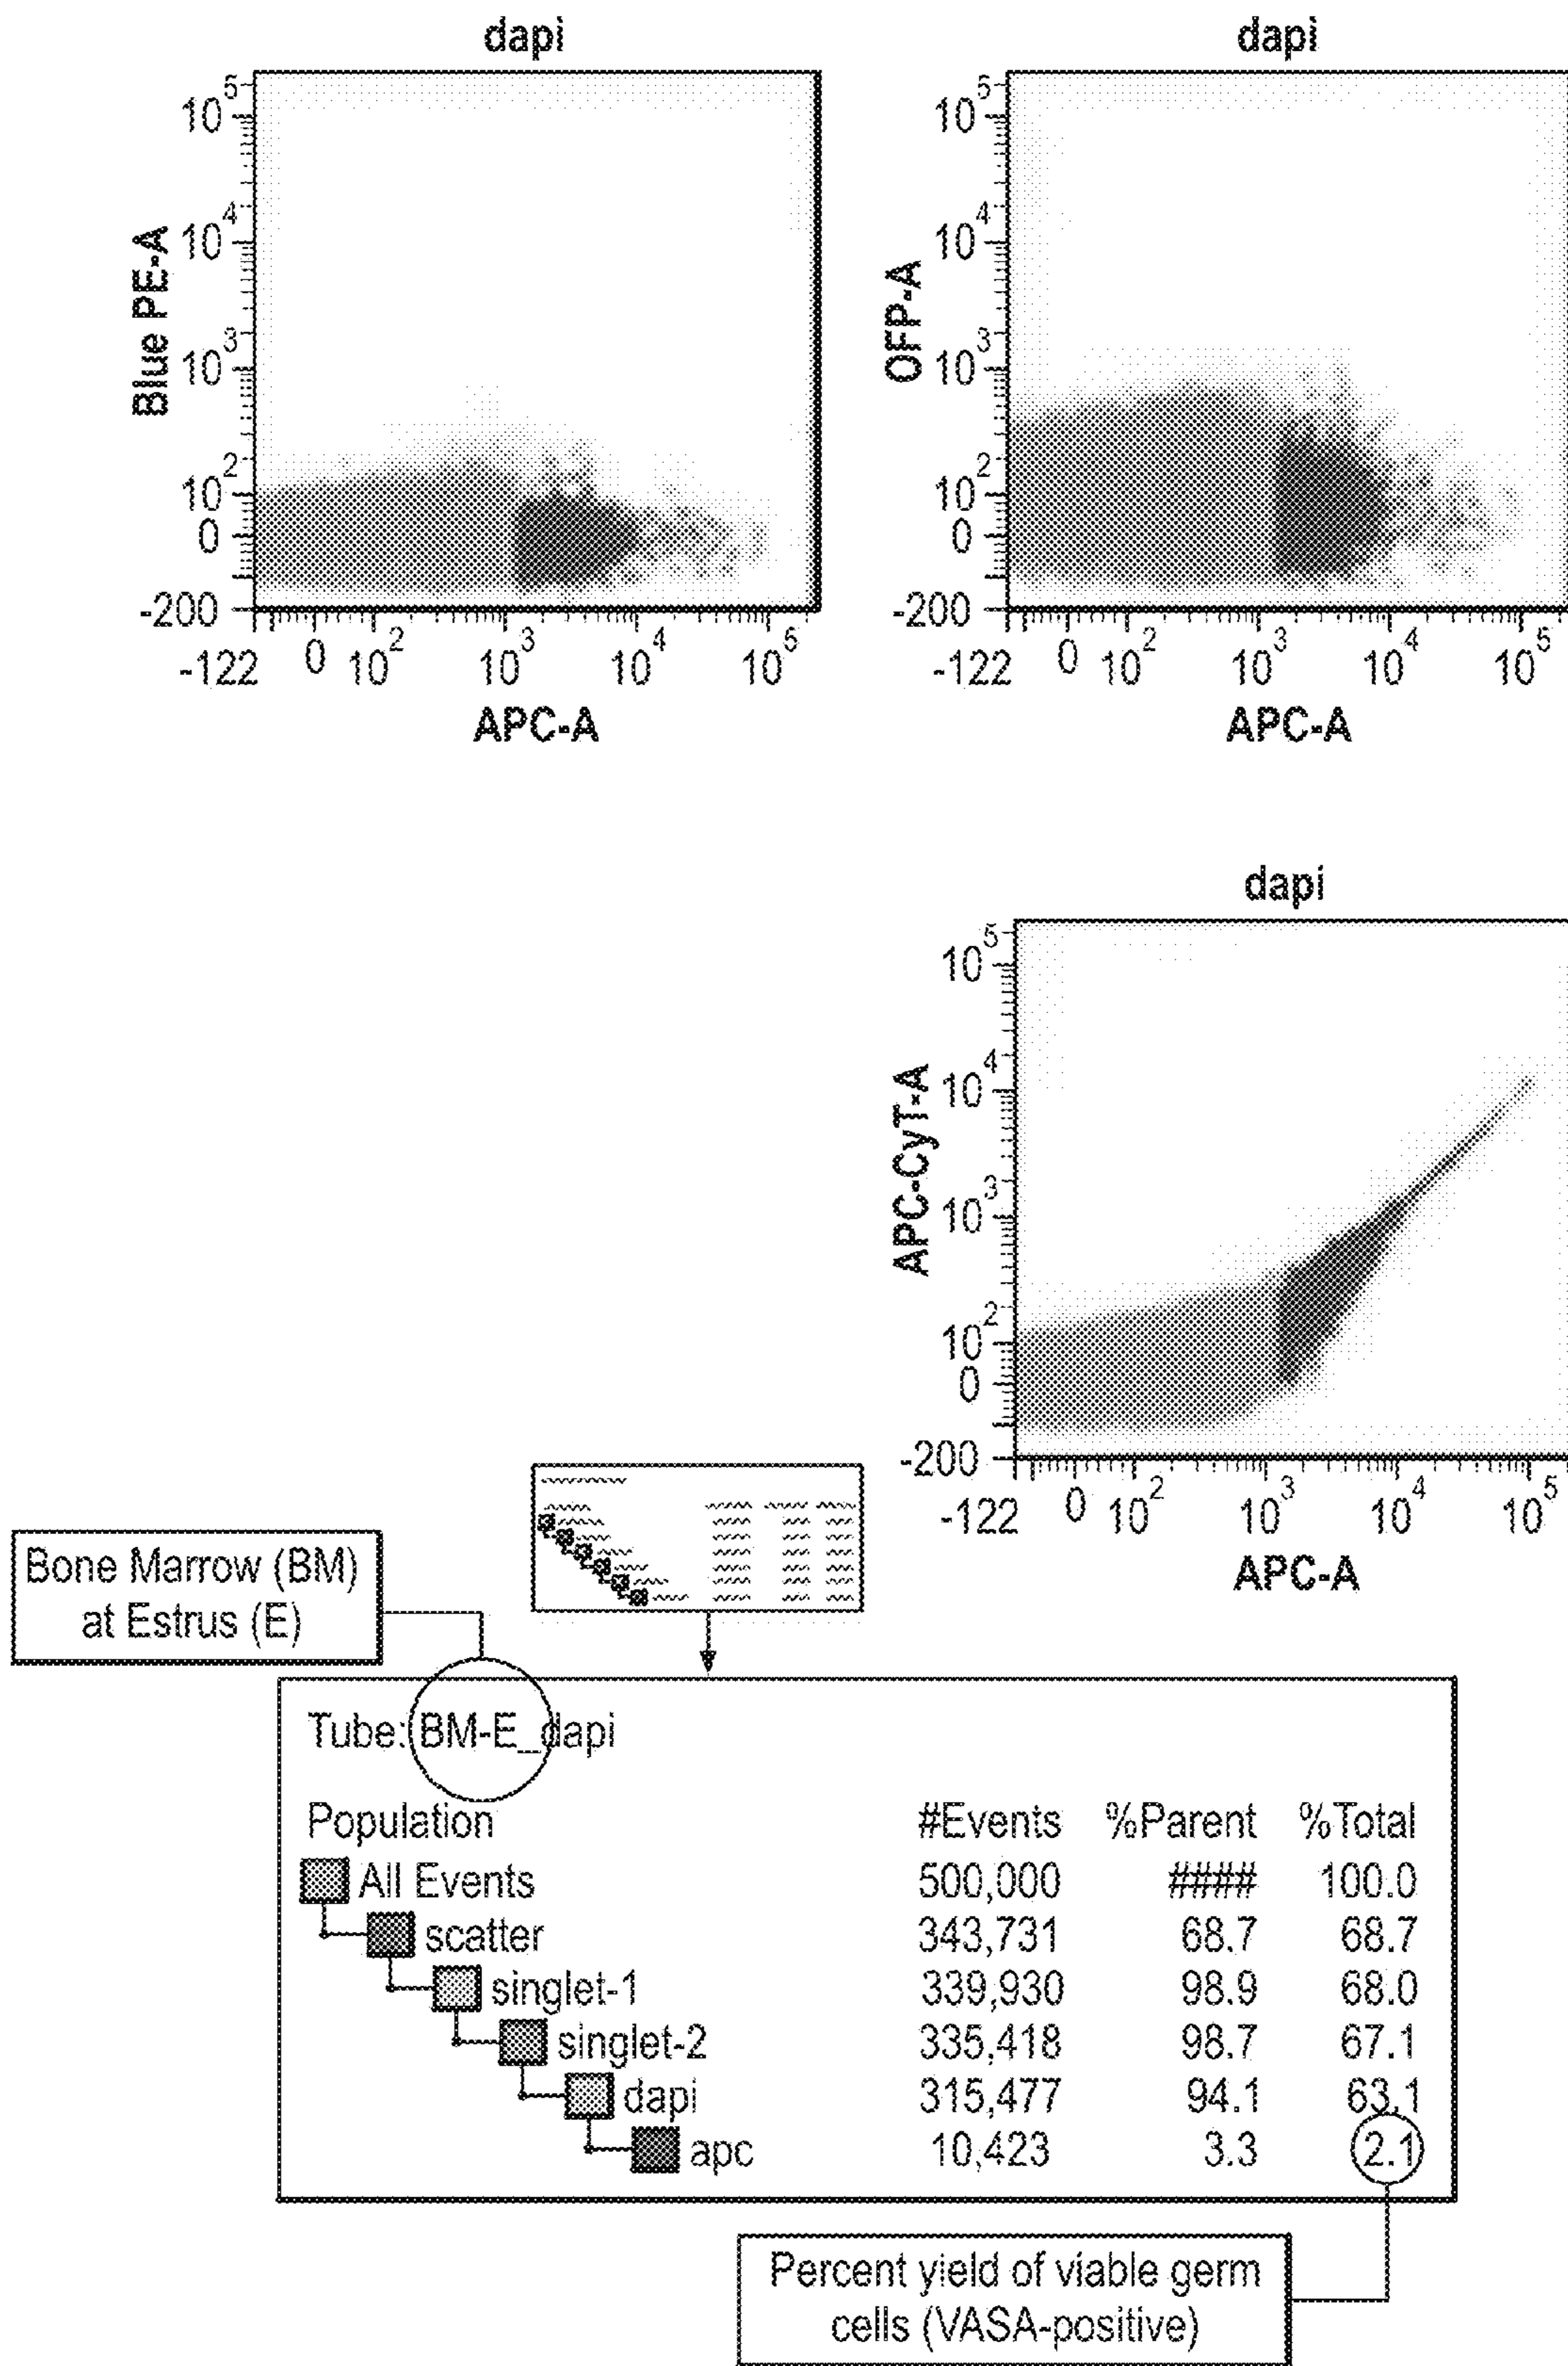 dapi
10^5
10^4
10^3
10^2
0
-200
Blue PE-A
-122 0 10^2 10^3 10^4 10^5
APC-A
dapi
10^5
10^4
10^3
10^2
0
-200
OFP-A
-122 0 10^2 10^3 10^4 10^5
APC-A
dapi
10^5
10^4
10^3
10^2
0
-200
APC-CyT-A
-122 0 10^2 10^3 10^4 10^5
APC-A
Bone Marrow (BM)
at Estrus (E)
Tube: BM-E_dapi
Population #Events %Parent %Total
All Events 500,000 #### 100.0
scatter 343,731 68.7 68.7
singlet-1 339,930 98.9 68.0
singlet-2 335,418 98.7 67.1
dapi 315,477 94.1 63.1
apc 10,423 3.3 2.1
Percent yield of viable germ
cells (VASA-positive)